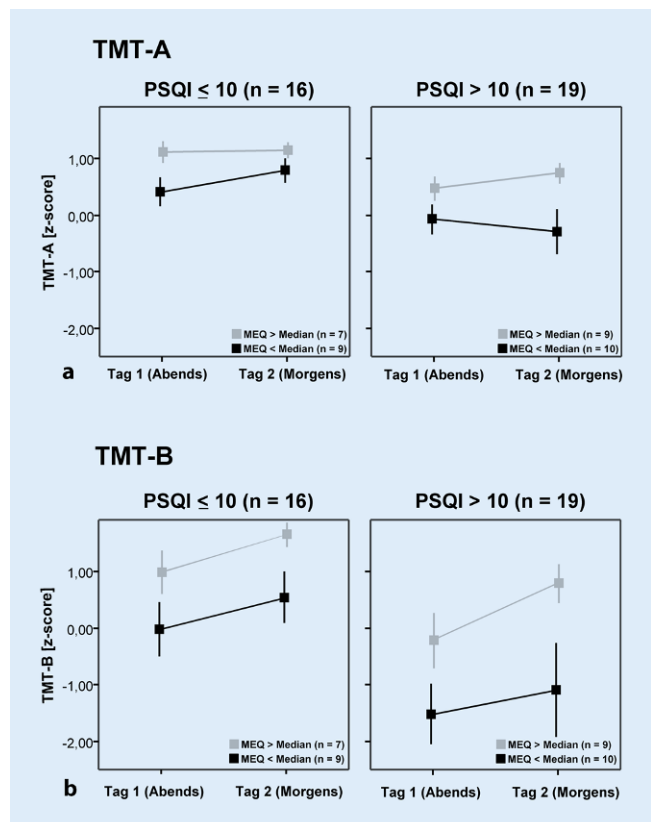 TMT-A
PSQI ≤ 10 (n = 16)
PSQI > 10 (n = 19)
TMT-A [z-score]
1,00
0,00
-1,00
-2,00
MEQ > Median (n = 7)
MEQ < Median (n = 9)
MEQ > Median (n = 9)
MEQ < Median (n = 10)
a
Tag 1 (Abends)
Tag 2 (Morgens)
Tag 1 (Abends)
Tag 2 (Morgens)
TMT-B
PSQI ≤ 10 (n = 16)
PSQI > 10 (n = 19)
TMT-B [z-score]
1,00
0,00
-1,00
-2,00
MEQ > Median (n = 7)
MEQ < Median (n = 9)
MEQ > Median (n = 9)
MEQ < Median (n = 10)
b
Tag 1 (Abends)
Tag 2 (Morgens)
Tag 1 (Abends)
Tag 2 (Morgens)